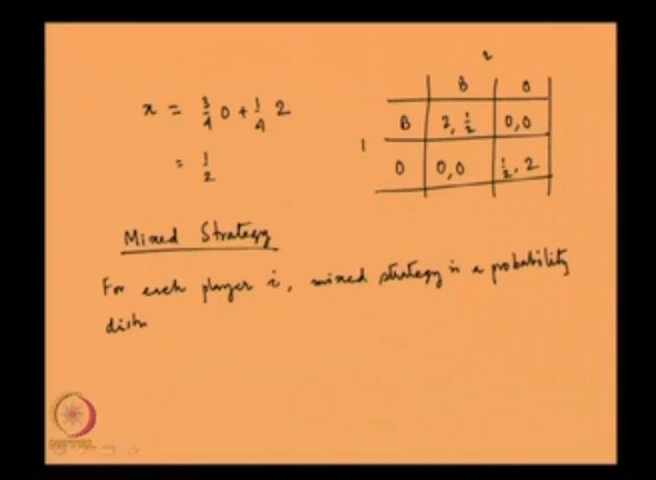 x = 3/4 0 + 1/4 2
= 1/2
2
B O
B 2, 1/2 0,0
1
O 0,0 1/2, 2
Mixed Strategy
For each player i, mixed strategy is a probability
distr